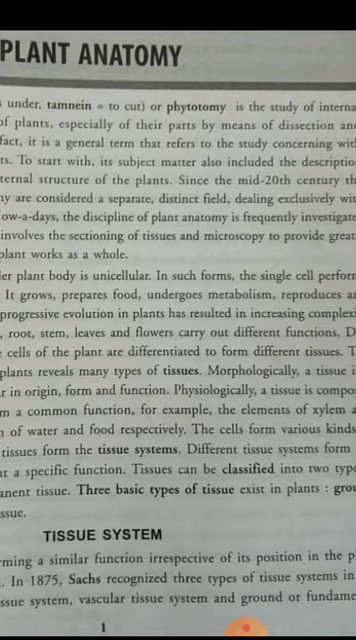 PLANT ANATOMY
under, tamnein = to cut) or phytotomy is the study of interna
of plants, especially of their parts by means of dissection an
fact, it is a general term that refers to the study concerning wit
ts. To start with, its subject matter also included the descriptio
ternal structure of the plants. Since the mid-20th century th
ny are considered a separate, distinct field, dealing exclusively wit
ow-a-days, the discipline of plant anatomy is frequently investigate
involves the sectioning of tissues and microscopy to provide great
plant works as a whole.
er plant body is unicellular. In such forms, the single cell perform
It grows, prepares food, undergoes metabolism, reproduces an
progressive evolution in plants has resulted in increasing complexi
, root, stem, leaves and flowers carry out different functions. D
e cells of the plant are differentiated to form different tissues. T
plants reveals many types of tissues. Morphologically, a tissue i
r in origin, form and function. Physiologically, a tissue is compos
m a common function, for example, the elements of xylem a
n of water and food respectively. The cells form various kinds
tissues form the tissue systems. Different tissue systems form
t a specific function. Tissues can be classified into two type
anent tissue. Three basic types of tissue exist in plants : grou
ssue.
TISSUE SYSTEM
rming a similar function irrespective of its position in the p
. In 1875, Sachs recognized three types of tissue systems in
ssue system, vascular tissue system and ground or fundame
1